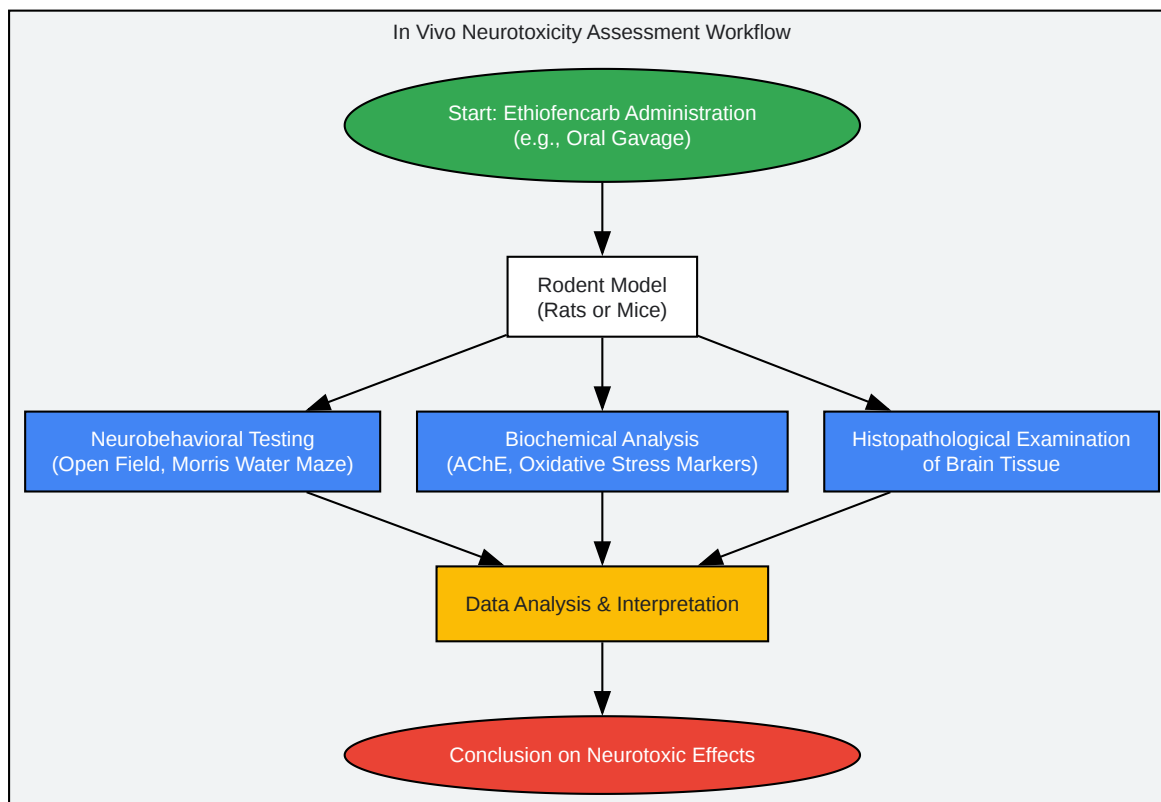 In Vivo Neurotoxicity Assessment Workflow
Start: Ethiofencarb Administration
(e.g., Oral Gavage)
Rodent Model
(Rats or Mice)
Neurobehavioral Testing
(Open Field, Morris Water Maze)
Biochemical Analysis
(AChE, Oxidative Stress Markers)
Histopathological Examination
of Brain Tissue
Data Analysis & Interpretation
Conclusion on Neurotoxic Effects